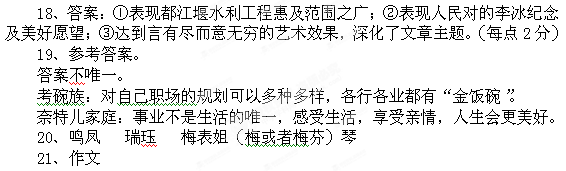 18、答案：①表现都江堰水利工程惠及范围之广；②表现人民对的李冰纪念
及美好愿望；③达到言有尽而意无穷的艺术效果，深化了文章主题。（每点2分）
19、参考答案。
答案不唯一。
考碗族：对自己职场的规划可以多种多样，各行各业都有“金饭碗”。
奈特儿家庭：事业不是生活的唯一，感受生活，享受亲情，人生会更美好。
20、鸣凤 瑞珏 梅表姐（梅或者梅芬）琴
21、作文